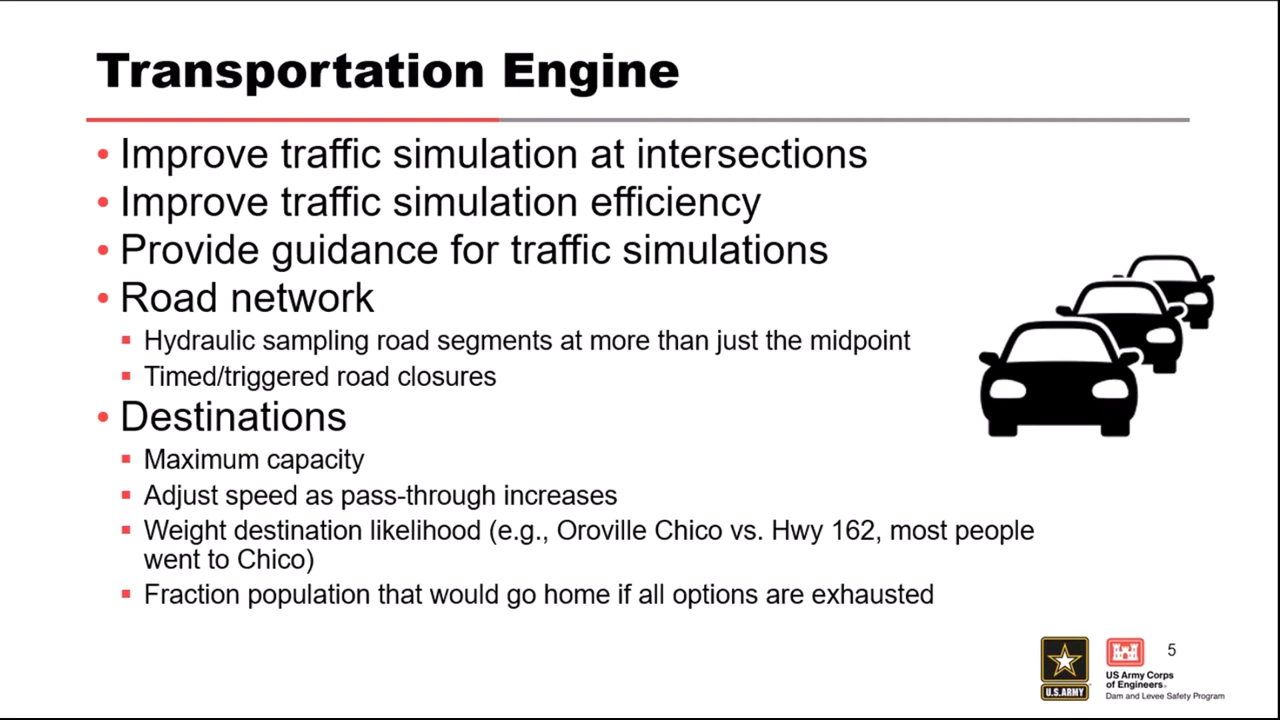 Transportation Engine
• Improve traffic simulation at intersections
• Improve traffic simulation efficiency
• Provide guidance for traffic simulations
• Road network
▪ Hydraulic sampling road segments at more than just the midpoint
▪ Timed/triggered road closures
• Destinations
▪ Maximum capacity
▪ Adjust speed as pass-through increases
▪ Weight destination likelihood (e.g., Oroville Chico vs. Hwy 162, most people
went to Chico)
▪ Fraction population that would go home if all options are exhausted
5
U.S.ARMY
US Army Corps
of Engineers®
Dam and Levee Safety Program